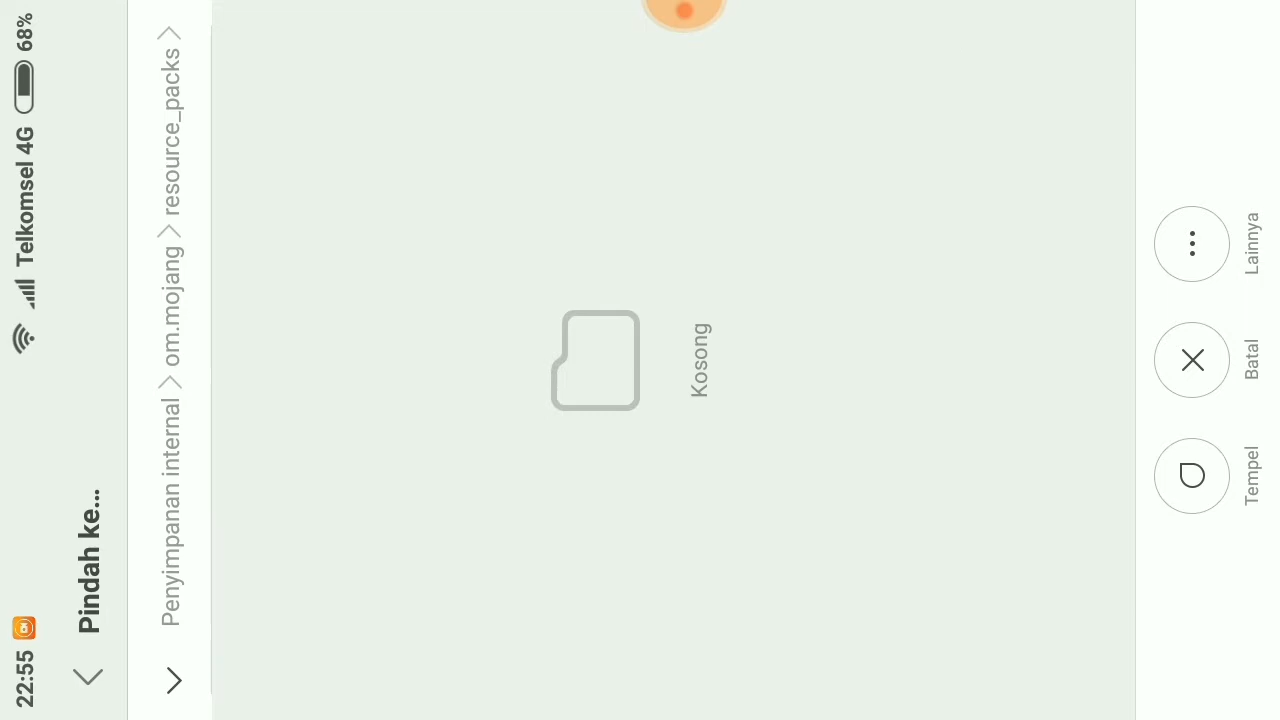 22:55
Telkomsel 4G
68%
Pindah ke...
Penyimpanan internal
om.mojang
resource_packs
Kosong
Tempel
Batal
Lainnya